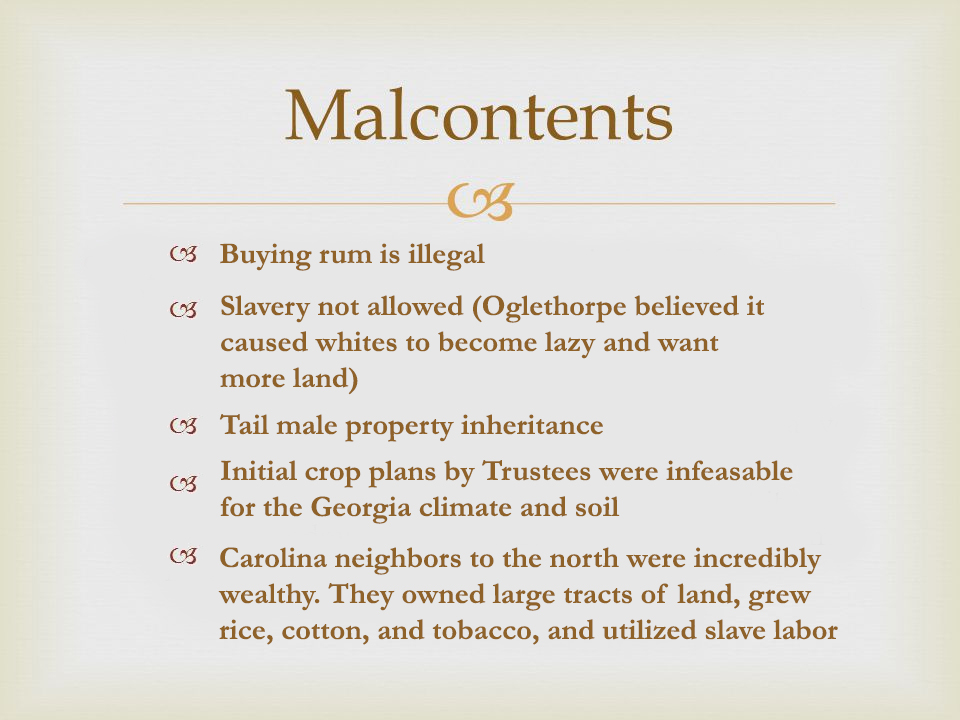 Malcontents
Buying rum is illegal
Slavery not allowed (Oglethorpe believed it
caused whites to become lazy and want
more land)
Tail male property inheritance
Initial crop plans by Trustees were infeasable
for the Georgia climate and soil
Carolina neighbors to the north were incredibly
wealthy. They owned large tracts of land, grew
rice, cotton, and tobacco, and utilized slave labor